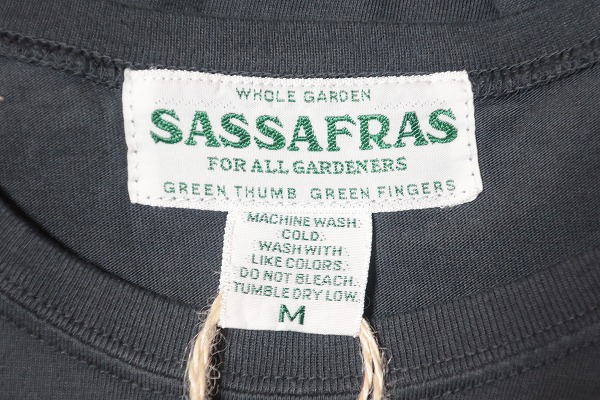 WHOLE GARDEN
SASSAFRAS
FOR ALL GARDENERS
GREEN THUMB GREEN FINGERS
MACHINE WASH
COLD.
WASH WITH
LIKE COLORS.
DO NOT BLEACH.
TUMBLE DRY LOW.
M